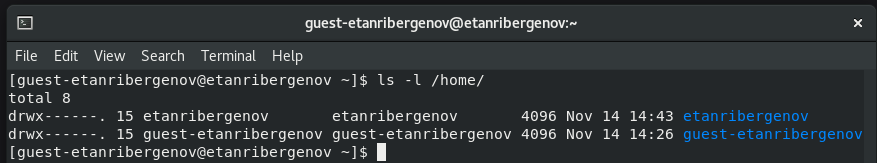 guest-etanribergenov@etanribergenov:~
File Edit View Search Terminal Help
[guest-etanribergenov@etanribergenov ~]$ ls -l /home/
total 8
drwx------. 15 etanribergenov       etanribergenov       4096 Nov 14 14:43 etanribergenov
drwx------. 15 guest-etanribergenov guest-etanribergenov 4096 Nov 14 14:26 guest-etanribergenov
[guest-etanribergenov@etanribergenov ~]$